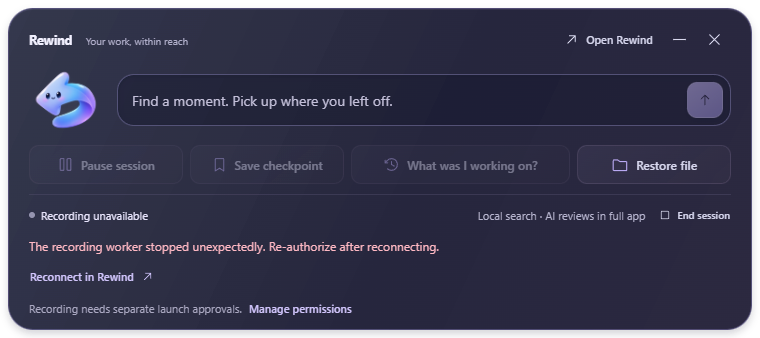 Rewind Your work, within reach Open Rewind
Find a moment. Pick up where you left off.
Pause session Save checkpoint What was I working on? Restore file
Recording unavailable Local search · AI reviews in full app End session
The recording worker stopped unexpectedly. Re-authorize after reconnecting.
Reconnect in Rewind
Recording needs separate launch approvals. Manage permissions